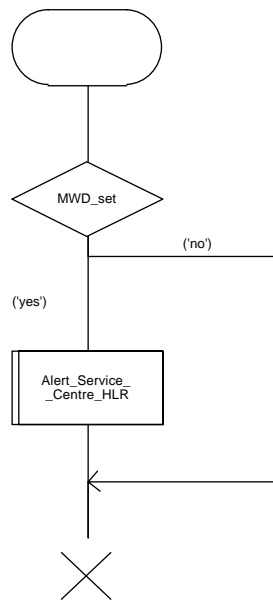 MWD_set
('no')
('yes')
Alert_Service_
_Centre_HLR